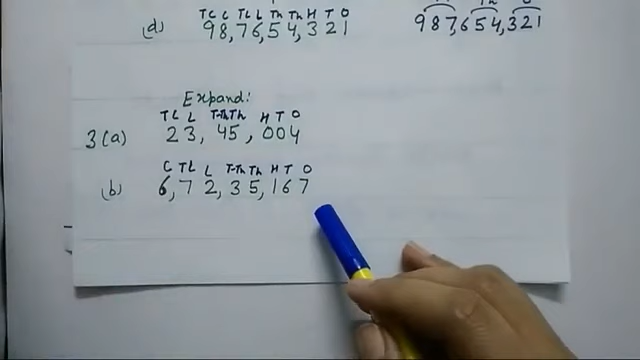 TC C TL L Th Th H T O
(d) 98,76,54,321
987,654,321
Expand:
TL L T-Th Th H T O
3(a) 23,45,004
C TL L T-Th Th H T O
(b) 6,72,35,167